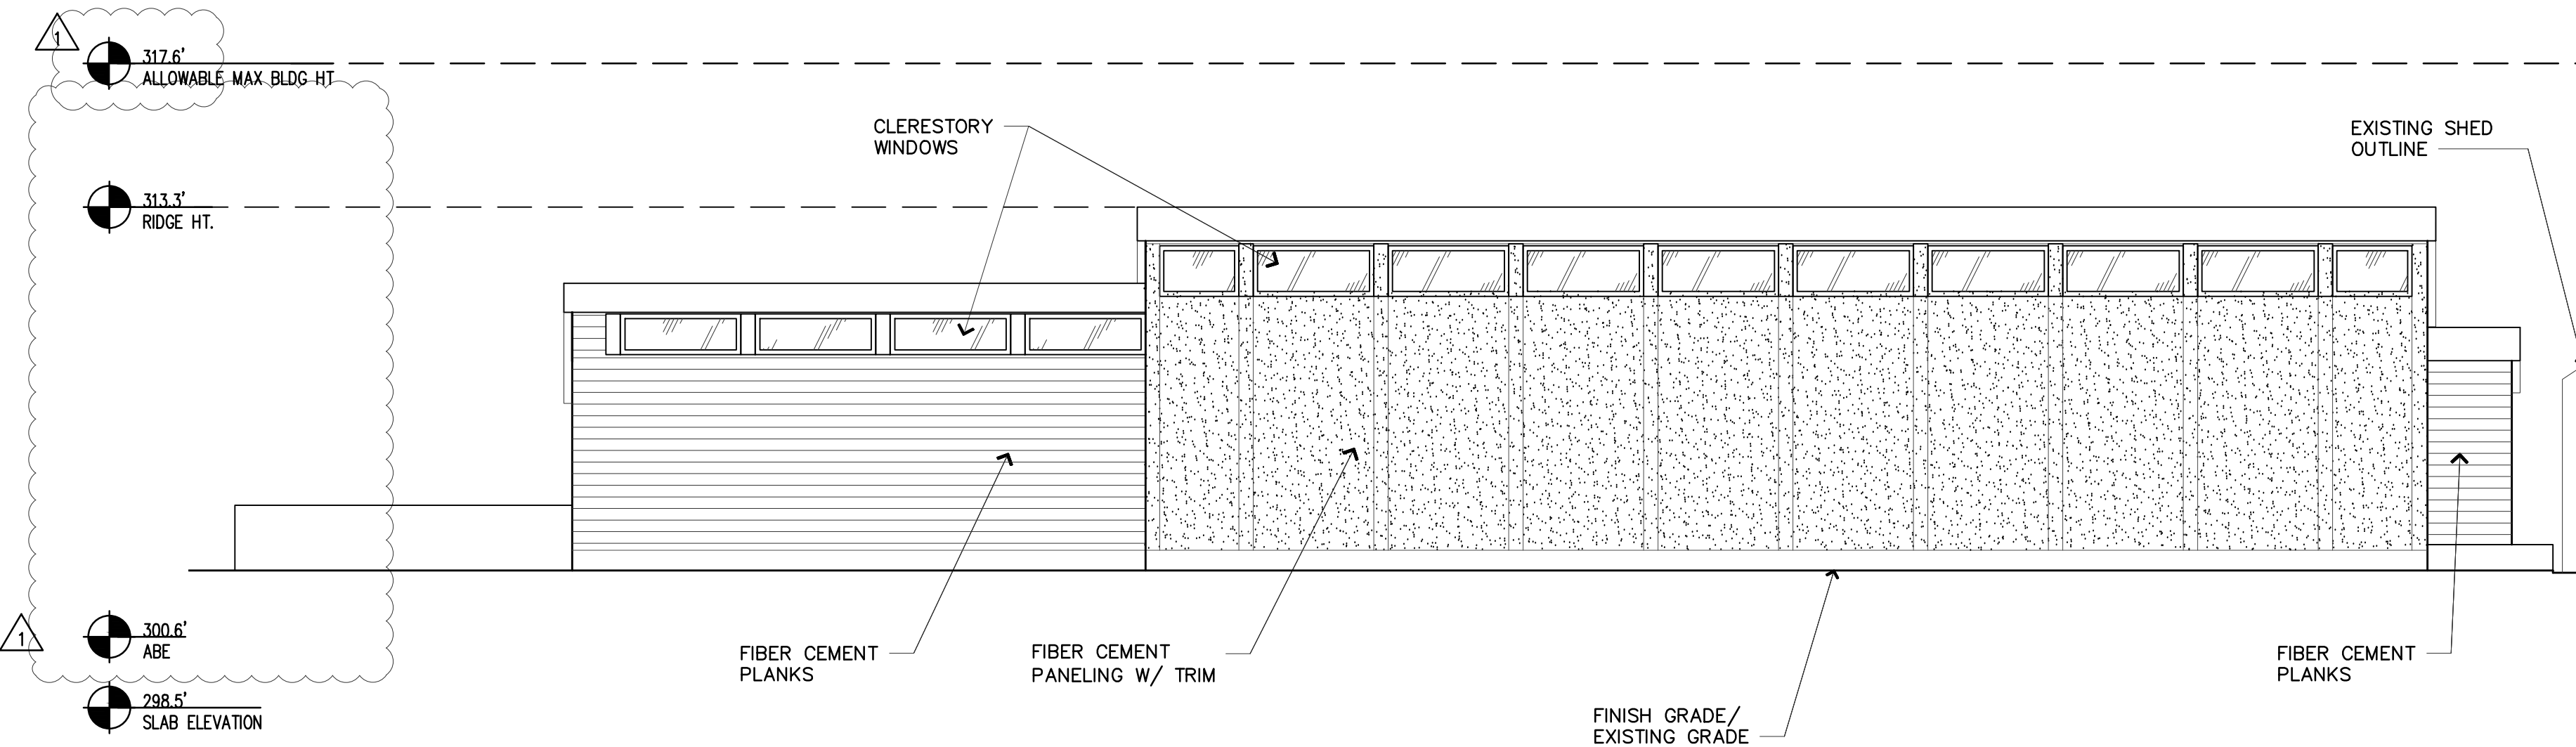 1
317.6'
ALLOWABLE MAX BLDG HT
CLERESTORY
WINDOWS
EXISTING SHED
OUTLINE
313.3'
RIDGE HT.
1
300.6'
ABE
298.5'
SLAB ELEVATION
FIBER CEMENT
PLANKS
FIBER CEMENT
PANELING W/ TRIM
FINISH GRADE/
EXISTING GRADE
FIBER CEMENT
PLANKS